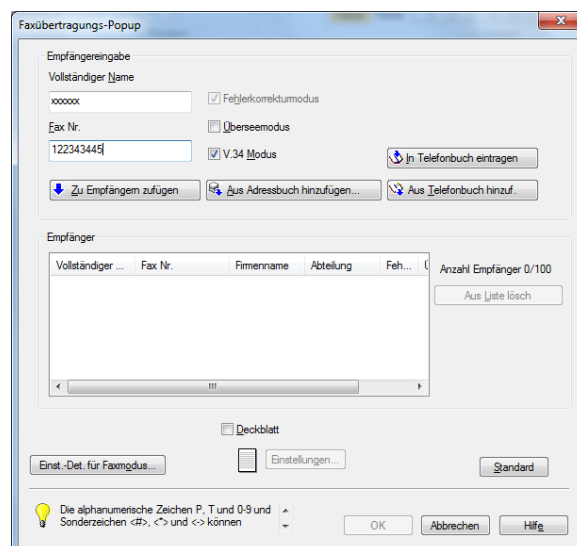 Faxübertragungs-Popup
Empfängereingabe
Vollständiger Name
xxxxxx
Fehlerkorrekturmodus
Fax Nr.
Überseemodus
122343445
V.34 Modus
In Telefonbuch eintragen
Zu Empfängern zufügen
Aus Adressbuch hinzufügen...
Aus Telefonbuch hinzuf.
Empfänger
Vollständiger ... Fax Nr. Firmenname Abteilung Feh...
Anzahl Empfänger 0/100
Aus Liste lösch
Deckblatt
Einst.-Det. für Faxmodus...
Einstellungen...
Standard
Die alphanumerische Zeichen P, T und 0-9 und
Sonderzeichen <#>, <*> und <-> können
OK
Abbrechen
Hilfe